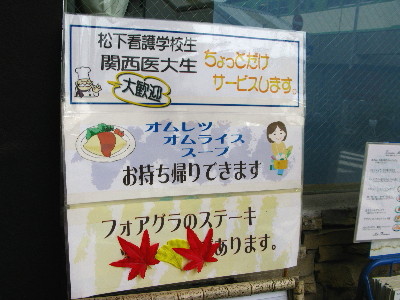 松下看護学校生
関西医大生
大歓迎
ちょっとだけ
サービスします。
オムレツ
オムライス
スープ
お持ち帰りできます
フォアグラのステーキ
あります。